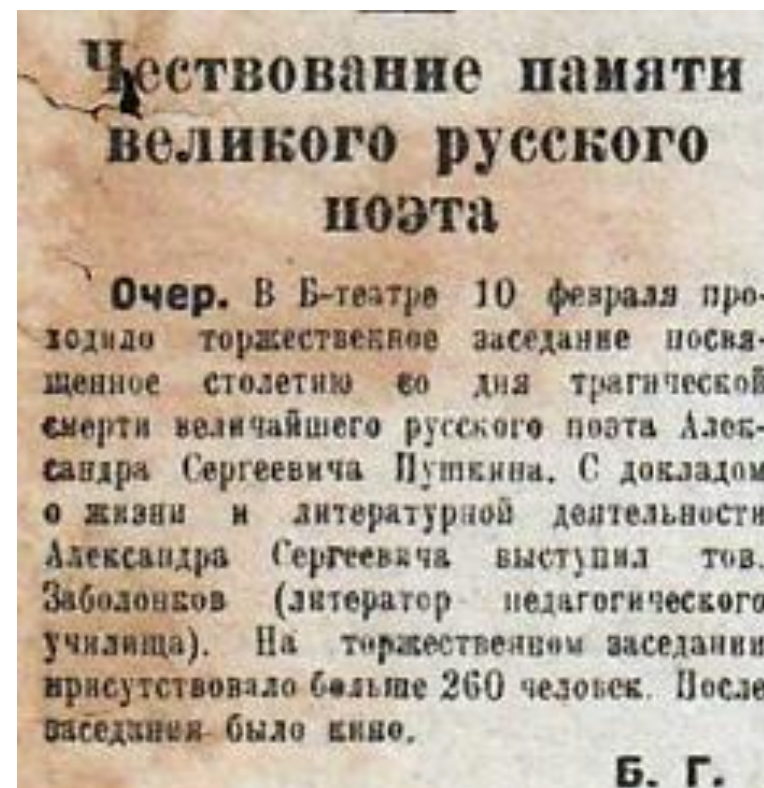 Чествование памяти
великого русского
поэта
Очер. В Б-театре 10 февраля про-
ходило торжественное заседание посвя-
щенное столетию со дня трагической
смерти величайшего русского поэта Алек-
сандра Сергеевича Пушкина. С докладом
о жизни и литературной деятельности
Александра Сергеевича выступил тов.
Заболонков (литератор педагогического
училища). На торжественном заседании
присутствовало больше 260 человек. После
заседания было кино.
Б. Г.